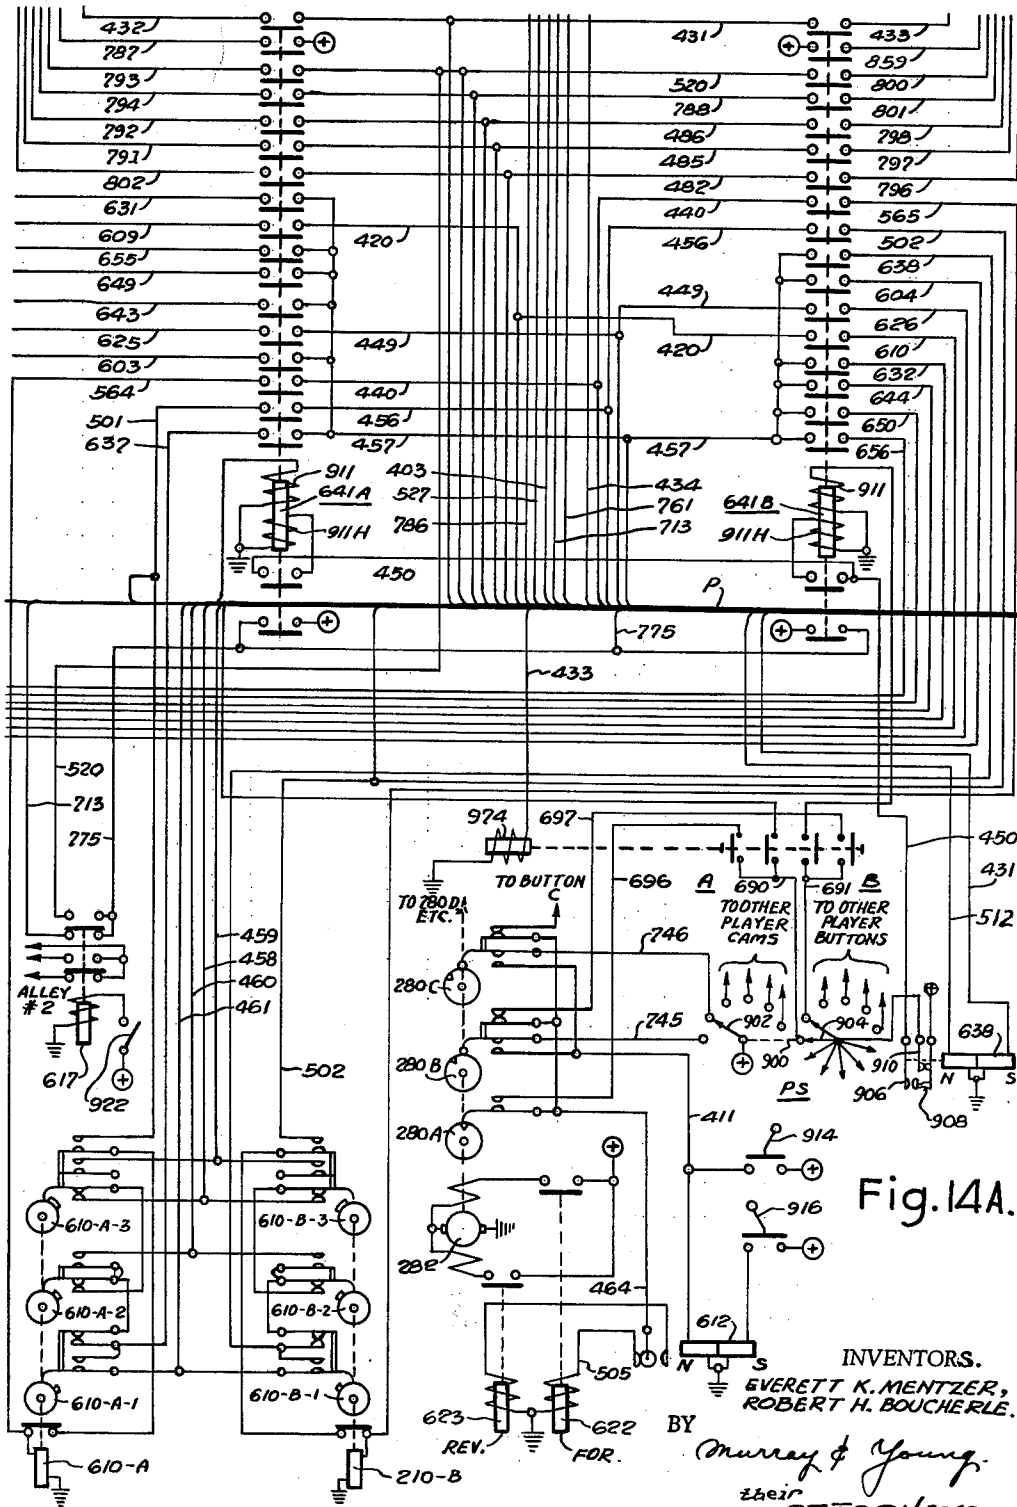 432 431 433
787 859
793 520 800
794 788 801
792 486 798
791 485 797
802 482 796
631 440 565
609 420 456 502
655 638
649 449 604
643 626
625 449 420 610
603 632
564 440 644
501 456 650
637 457 457 656
911 403 434 911
641A 527 761 641B
911H 786 713 911H
450
P
775
433
520
713
775
974 697 450
431
696 A 690 691 B
TO BUTTON C
TO 280D, ETC.
TO OTHER PLAYER CAMS
TO OTHER PLAYER BUTTONS
512
459 746
458
460
461
280C
ALLEY #2
902 904
745 638
900 910
617 502 280B N S
922 PS 906
908
411
280A 914
610-A-3 610-B-3 916
Fig.14A.
282
464
610-A-2 610-B-2
612
N S
505
610-A-1 610-B-1
623 622
REV. FOR.
610-A 210-B
INVENTORS.
EVERETT K. MENTZER,
ROBERT H. BOUCHERLE.
BY
Murray & Young.
their